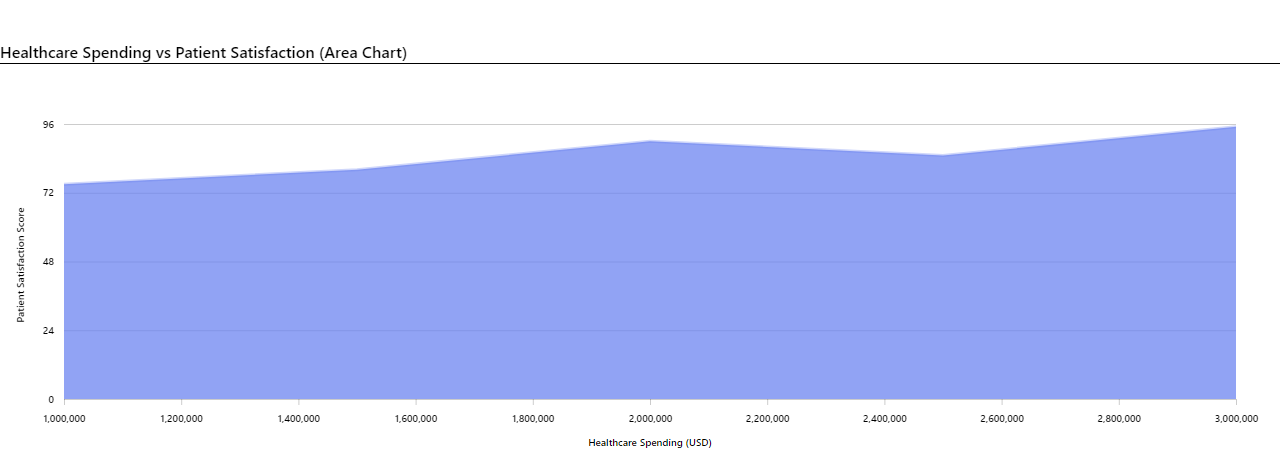 Healthcare Spending vs Patient Satisfaction (Area Chart)
96
72
48
24
0
Patient Satisfaction Score
1,000,000 1,200,000 1,400,000 1,600,000 1,800,000 2,000,000 2,200,000 2,400,000 2,600,000 2,800,000 3,000,000
Healthcare Spending (USD)